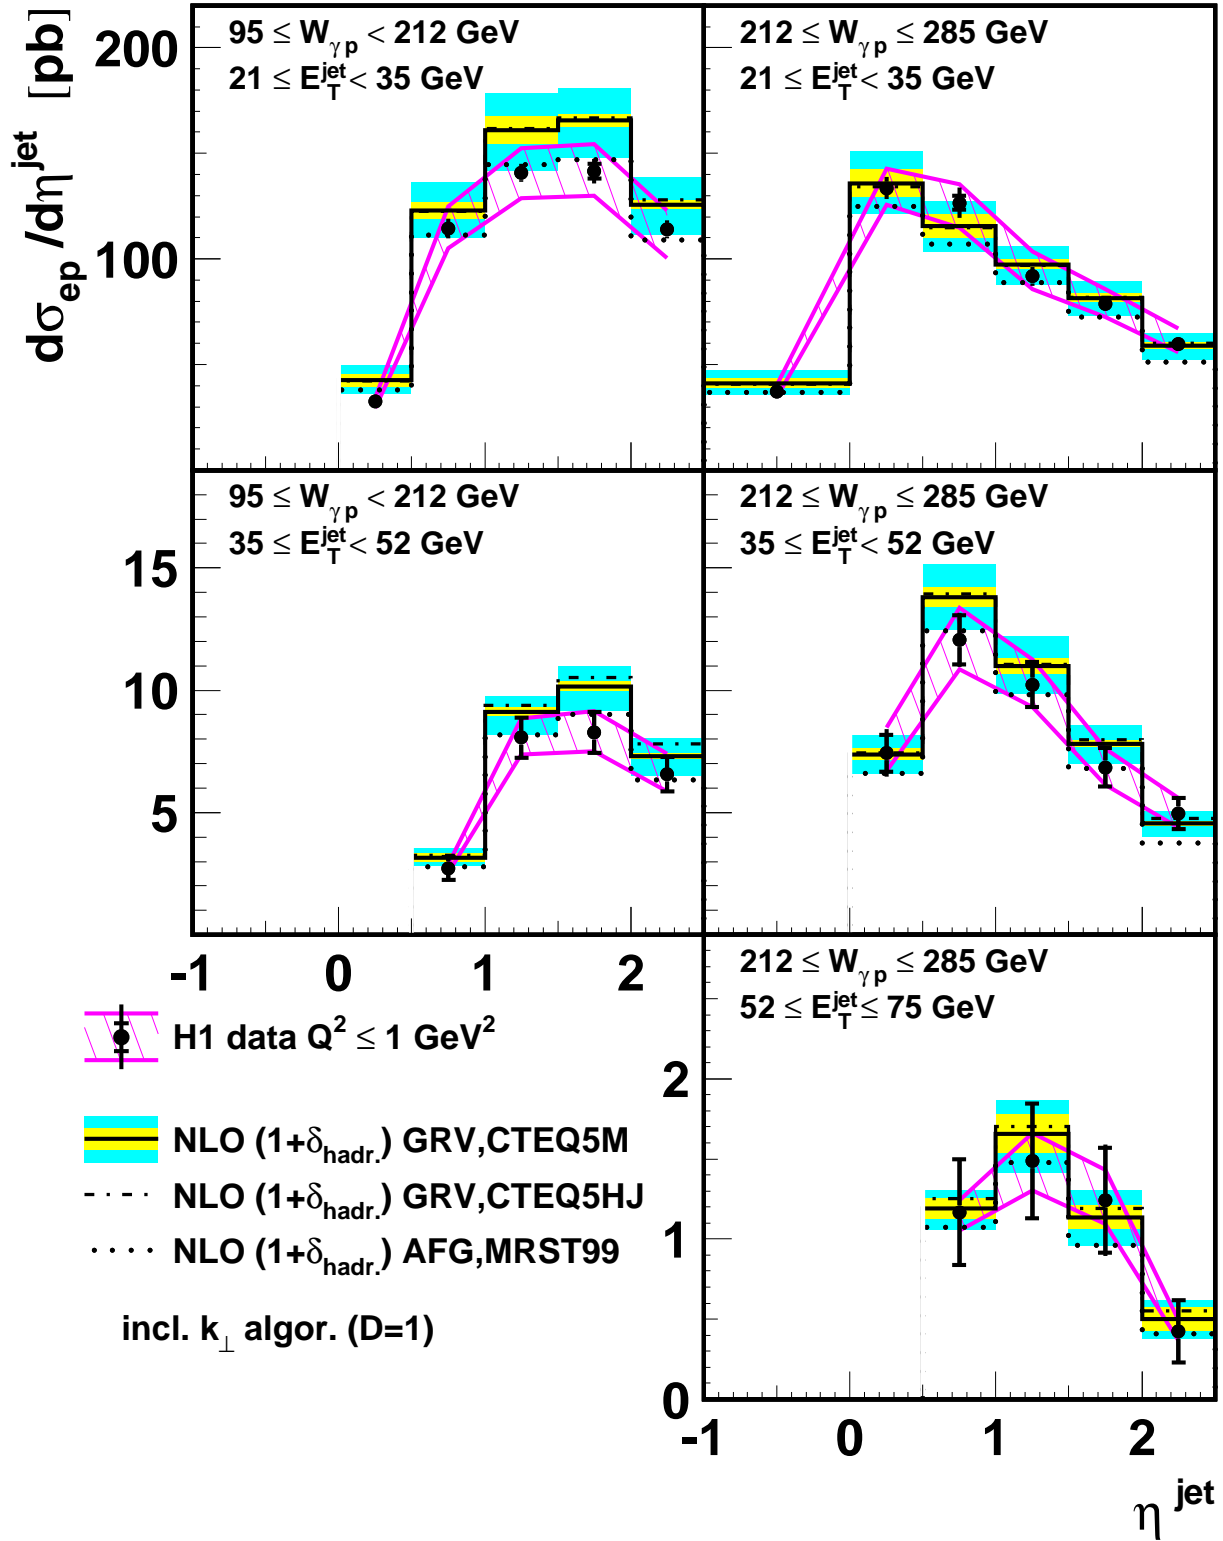 dσ_ep /dη^jet [pb]
200
100
95 ≤ W_γp < 212 GeV
21 ≤ E_T^jet < 35 GeV
212 ≤ W_γp ≤ 285 GeV
21 ≤ E_T^jet < 35 GeV
15
10
5
95 ≤ W_γp < 212 GeV
35 ≤ E_T^jet < 52 GeV
212 ≤ W_γp ≤ 285 GeV
35 ≤ E_T^jet < 52 GeV
-1 0 1 2
212 ≤ W_γp ≤ 285 GeV
52 ≤ E_T^jet ≤ 75 GeV
H1 data Q² ≤ 1 GeV²
NLO (1+δ_hadr.) GRV,CTEQ5M
NLO (1+δ_hadr.) GRV,CTEQ5HJ
NLO (1+δ_hadr.) AFG,MRST99
incl. k_⊥ algor. (D=1)
2
1
0
-1 0 1 2
η^jet